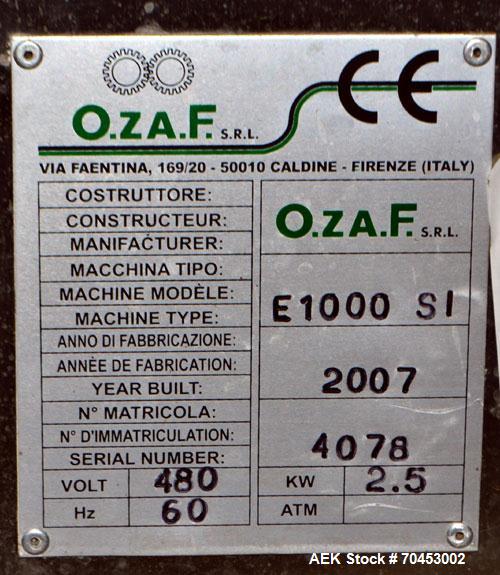 O.ZA.F. S.R.L.
CE
VIA FAENTINA, 169/20 - 50010 CALDINE - FIRENZE (ITALY)
COSTRUTTORE:
CONSTRUCTEUR:
MANIFACTURER:
O.ZA.F. S.R.L.
MACCHINA TIPO:
MACHINE MODÈLE:
MACHINE TYPE:
E1000 SI
ANNO DI FABBRICAZIONE:
ANNÈE DE FABRICATION:
YEAR BUILT:
2007
N° MATRICOLA:
N° D'IMMATRICULATION:
SERIAL NUMBER:
4078
VOLT 480 KW 2.5
Hz 60 ATM
AEK Stock # 70453002